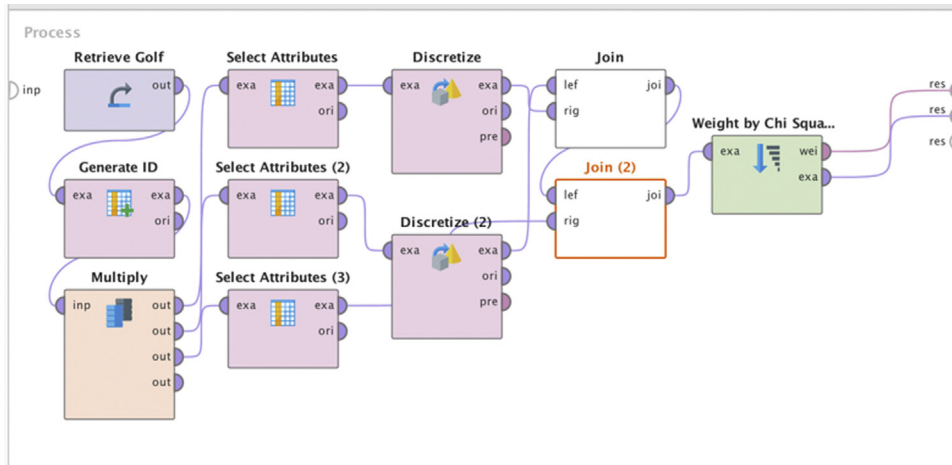 Process
inp
Retrieve Golf
out
Select Attributes
exa exa
ori
Discretize
exa exa
ori
pre
Join
lef joi
rig
res
res
res
Weight by Chi Squa...
exa wei
exa
Generate ID
exa exa
ori
Select Attributes (2)
exa exa
ori
Join (2)
lef joi
rig
Discretize (2)
exa exa
ori
pre
Multiply
inp out
out
out
out
Select Attributes (3)
exa exa
ori